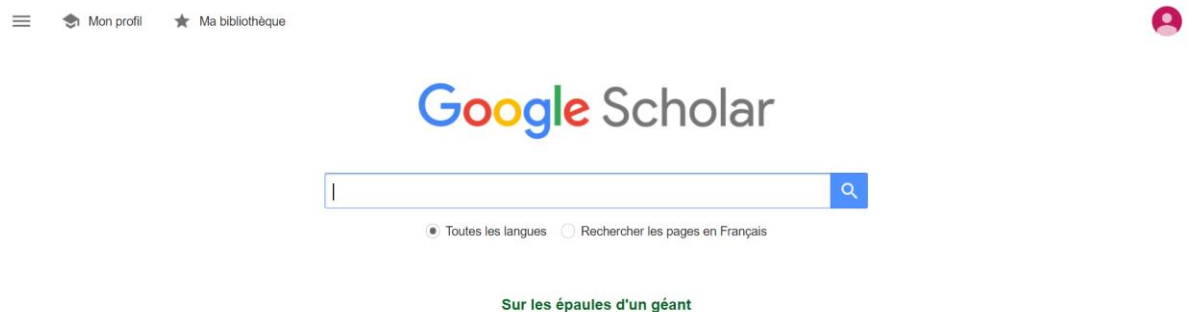 Mon profil Ma bibliothèque
Google Scholar
Toutes les langues Rechercher les pages en Français
Sur les épaules d'un géant